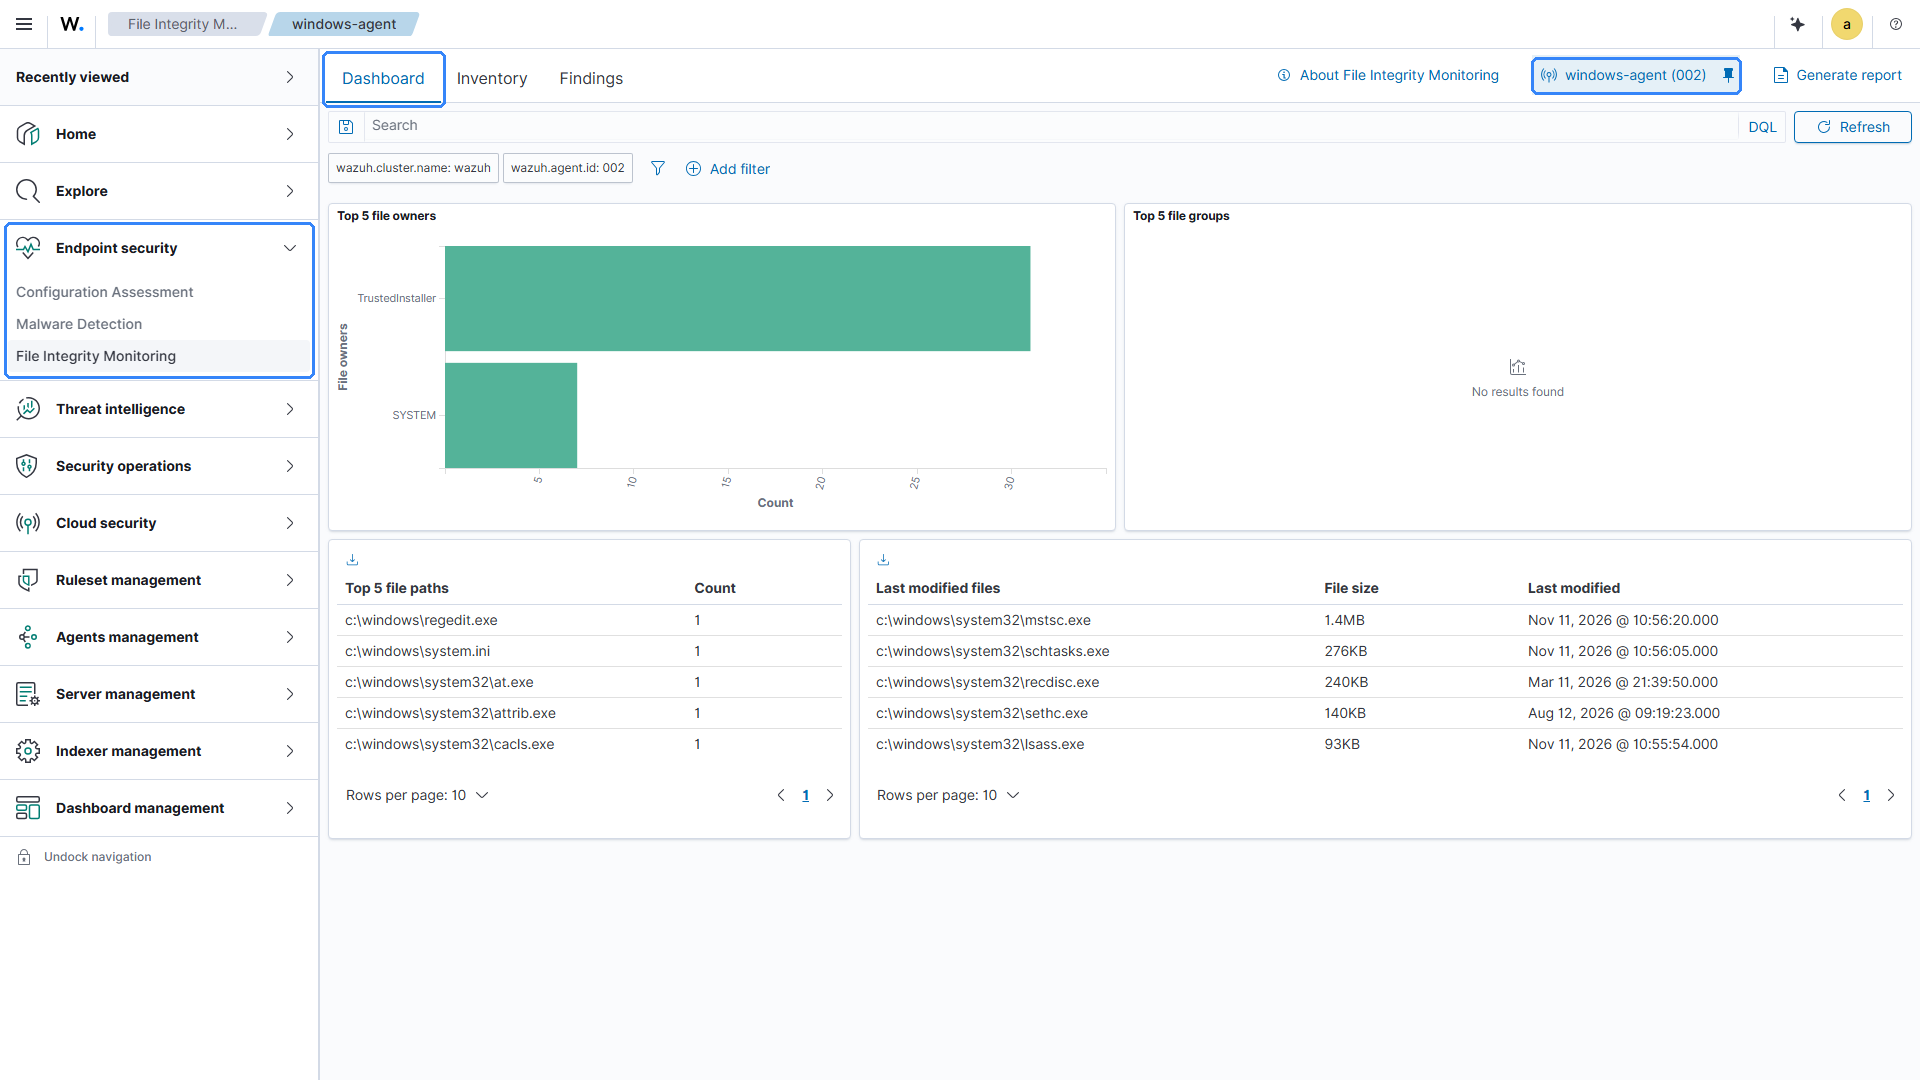 W.
File Integrity M...
windows-agent
a
Recently viewed
Home
Explore
Endpoint security
Configuration Assessment
Malware Detection
File Integrity Monitoring
Threat intelligence
Security operations
Cloud security
Ruleset management
Agents management
Server management
Indexer management
Dashboard management
Undock navigation
Dashboard
Inventory
Findings
About File Integrity Monitoring
windows-agent (002)
Generate report
Search
DQL
Refresh
wazuh.cluster.name: wazuh
wazuh.agent.id: 002
Add filter
Top 5 file owners
File owners
TrustedInstaller
SYSTEM
5
10
15
20
25
30
Count
Top 5 file groups
No results found
Top 5 file paths Count
c:\windows\regedit.exe 1
c:\windows\system.ini 1
c:\windows\system32\at.exe 1
c:\windows\system32\attrib.exe 1
c:\windows\system32\cacls.exe 1
Rows per page: 10
1
Last modified files File size Last modified
c:\windows\system32\mstsc.exe 1.4MB Nov 11, 2026 @ 10:56:20.000
c:\windows\system32\schtasks.exe 276KB Nov 11, 2026 @ 10:56:05.000
c:\windows\system32\recdisc.exe 240KB Mar 11, 2026 @ 21:39:50.000
c:\windows\system32\sethc.exe 140KB Aug 12, 2026 @ 09:19:23.000
c:\windows\system32\lsass.exe 93KB Nov 11, 2026 @ 10:55:54.000
Rows per page: 10
1